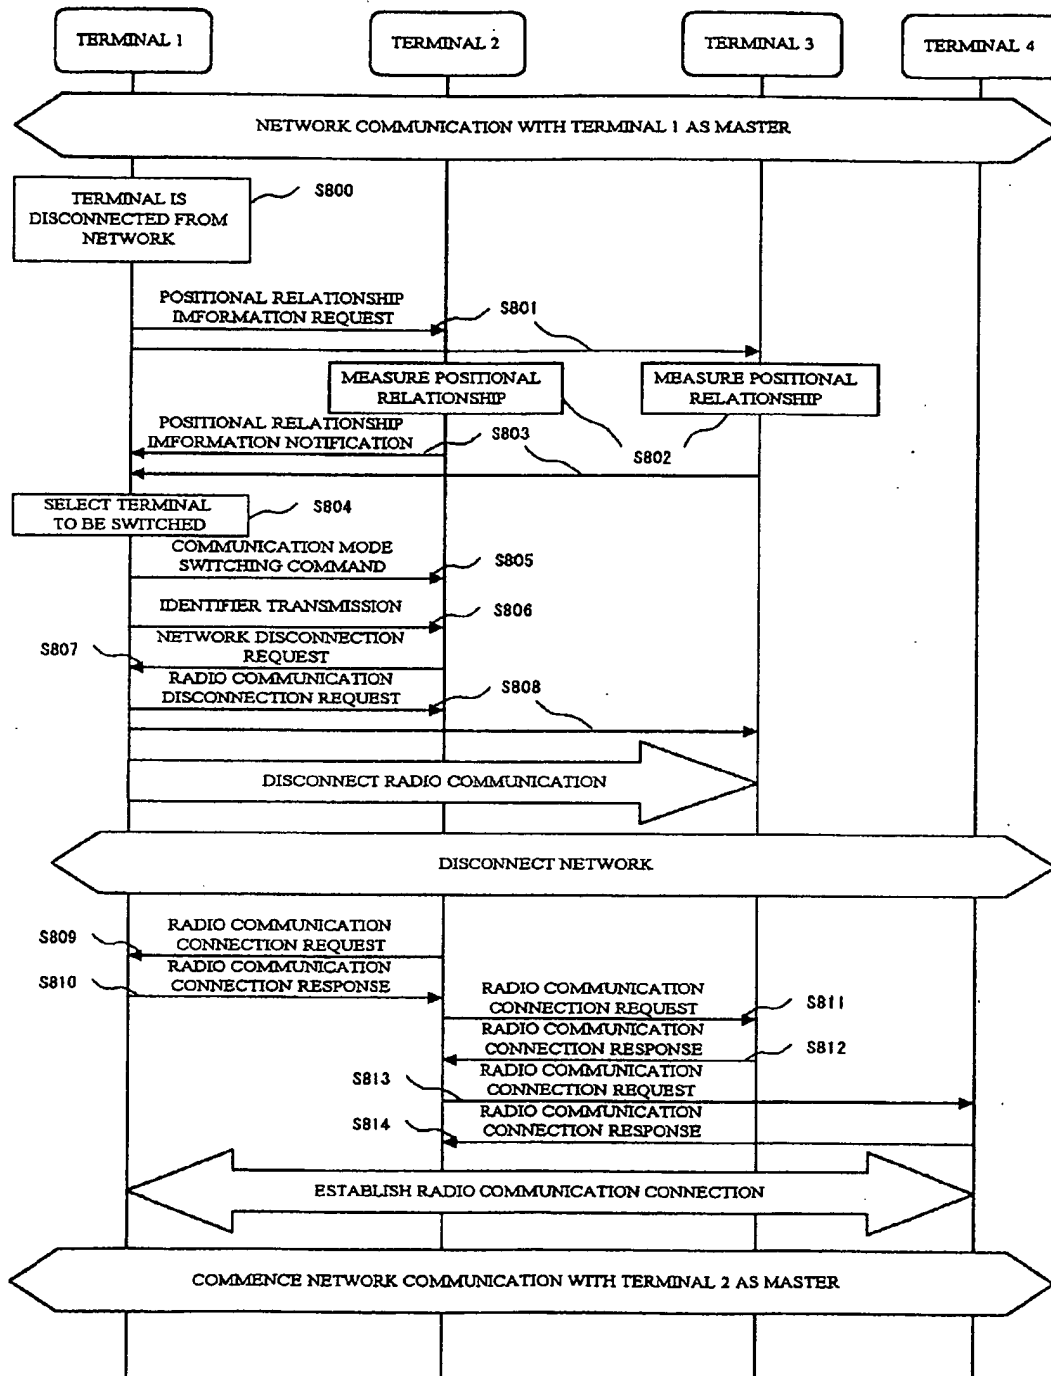 TERMINAL 1
TERMINAL 2
TERMINAL 3
TERMINAL 4
NETWORK COMMUNICATION WITH TERMINAL 1 AS MASTER
TERMINAL IS
DISCONNECTED FROM
NETWORK
S800
POSITIONAL RELATIONSHIP
IMFORMATION REQUEST
S801
MEASURE POSITIONAL
RELATIONSHIP
MEASURE POSITIONAL
RELATIONSHIP
S802
POSITIONAL RELATIONSHIP
IMFORMATION NOTIFICATION
S803
SELECT TERMINAL
TO BE SWITCHED
S804
COMMUNICATION MODE
SWITCHING COMMAND
S805
IDENTIFIER TRANSMISSION
S806
S807
NETWORK DISCONNECTION
REQUEST
RADIO COMMUNICATION
DISCONNECTION REQUEST
S808
DISCONNECT RADIO COMMUNICATION
DISCONNECT NETWORK
S809
RADIO COMMUNICATION
CONNECTION REQUEST
S810
RADIO COMMUNICATION
CONNECTION RESPONSE
RADIO COMMUNICATION
CONNECTION REQUEST
S811
RADIO COMMUNICATION
CONNECTION RESPONSE
S812
S813
RADIO COMMUNICATION
CONNECTION REQUEST
S814
RADIO COMMUNICATION
CONNECTION RESPONSE
ESTABLISH RADIO COMMUNICATION CONNECTION
COMMENCE NETWORK COMMUNICATION WITH TERMINAL 2 AS MASTER